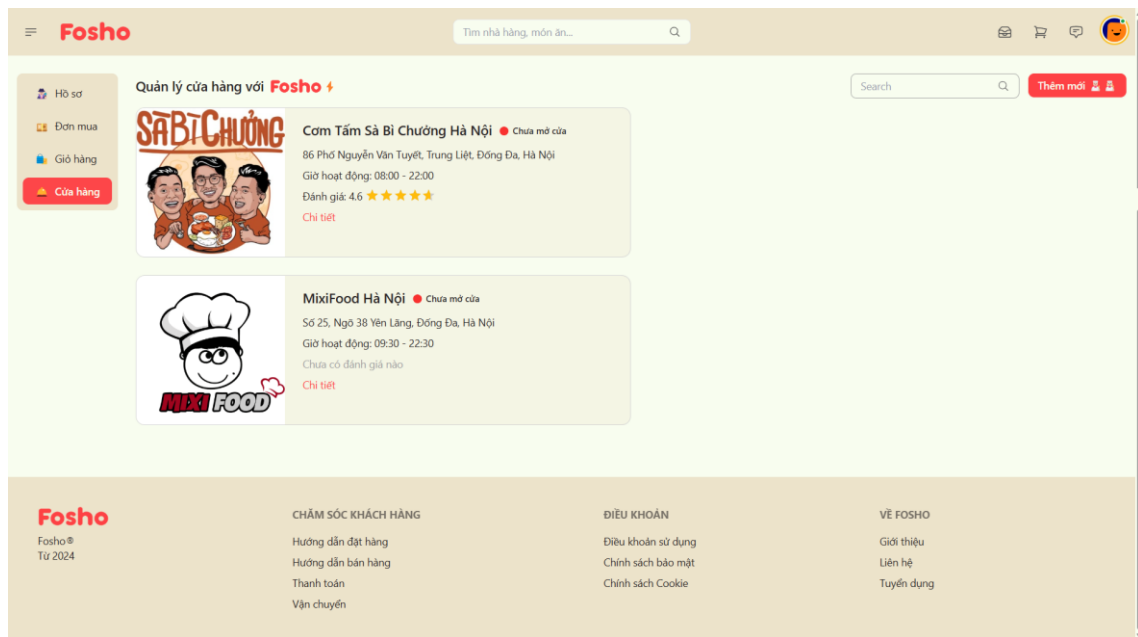 Fosho
Tìm nhà hàng, món ăn...
Hồ sơ
Đơn mua
Giỏ hàng
Cửa hàng
Quản lý cửa hàng với Fosho
Search
Thêm mới
SÀBÌCHƯỞNG
Cơm Tấm Sà Bì Chưởng Hà Nội Chưa mở cửa
86 Phố Nguyễn Văn Tuyết, Trung Liệt, Đống Đa, Hà Nội
Giờ hoạt động: 08:00 - 22:00
Đánh giá: 4.6
Chi tiết
MIXI FOOD
MixiFood Hà Nội Chưa mở cửa
Số 25, Ngõ 38 Yên Lãng, Đống Đa, Hà Nội
Giờ hoạt động: 09:30 - 22:30
Chưa có đánh giá nào
Chi tiết
Fosho
Fosho®
Từ 2024
CHĂM SÓC KHÁCH HÀNG
Hướng dẫn đặt hàng
Hướng dẫn bán hàng
Thanh toán
Vận chuyển
ĐIỀU KHOẢN
Điều khoản sử dụng
Chính sách bảo mật
Chính sách Cookie
VỀ FOSHO
Giới thiệu
Liên hệ
Tuyển dụng